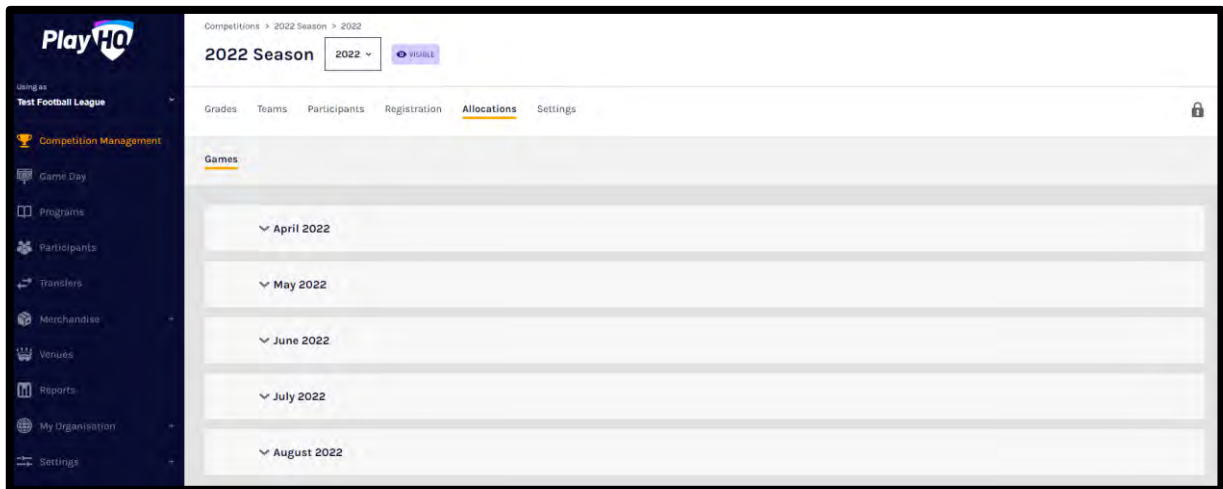 PlayHQ
Using as
Test Football League
Competition Management
Game Day
Programs
Participants
Transfers
Merchandise
Venues
Reports
My Organisation
Settings
Competitions > 2022 Season > 2022
2022 Season 2022 VISIBLE
Grades Teams Participants Registration Allocations Settings
Games
April 2022
May 2022
June 2022
July 2022
August 2022